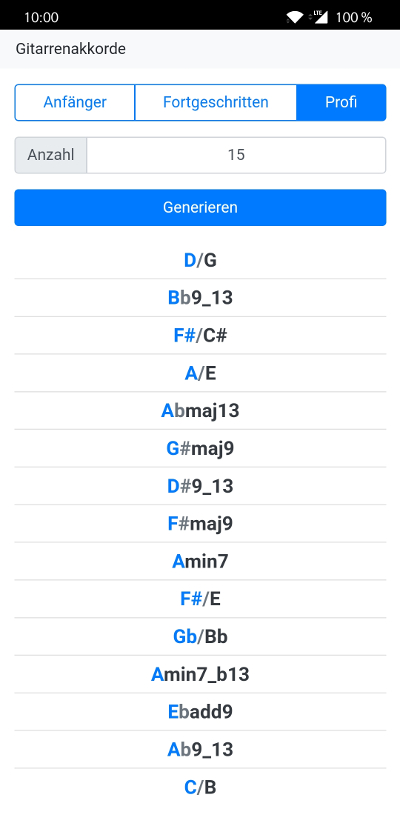 10:00 LTE 100 %
Gitarrenakkorde
Anfänger Fortgeschritten Profi
Anzahl 15
Generieren
D/G
Bb9_13
F#/C#
A/E
Abmaj13
G#maj9
D#9_13
F#maj9
Amin7
F#/E
Gb/Bb
Amin7_b13
Ebadd9
Ab9_13
C/B